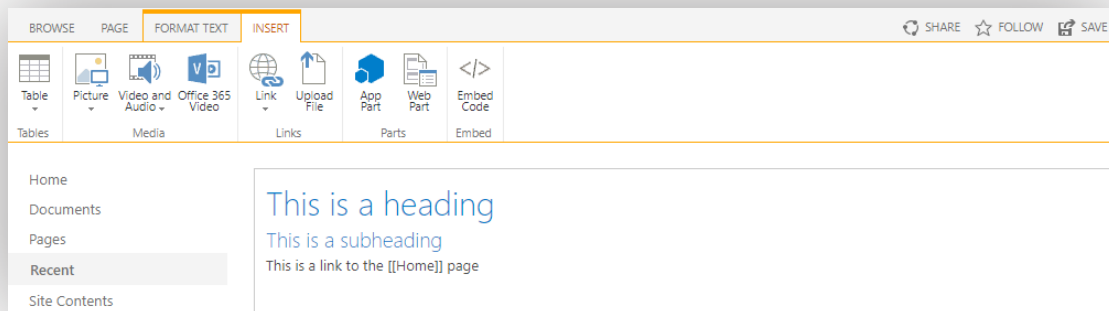 BROWSE PAGE FORMAT TEXT INSERT SHARE FOLLOW SAVE
Table Picture Video and Audio Office 365 Video Link Upload File App Part Web Part </> Embed Code
Tables Media Links Parts Embed
Home
Documents
Pages
Recent
Site Contents
This is a heading
This is a subheading
This is a link to the [[Home]] page